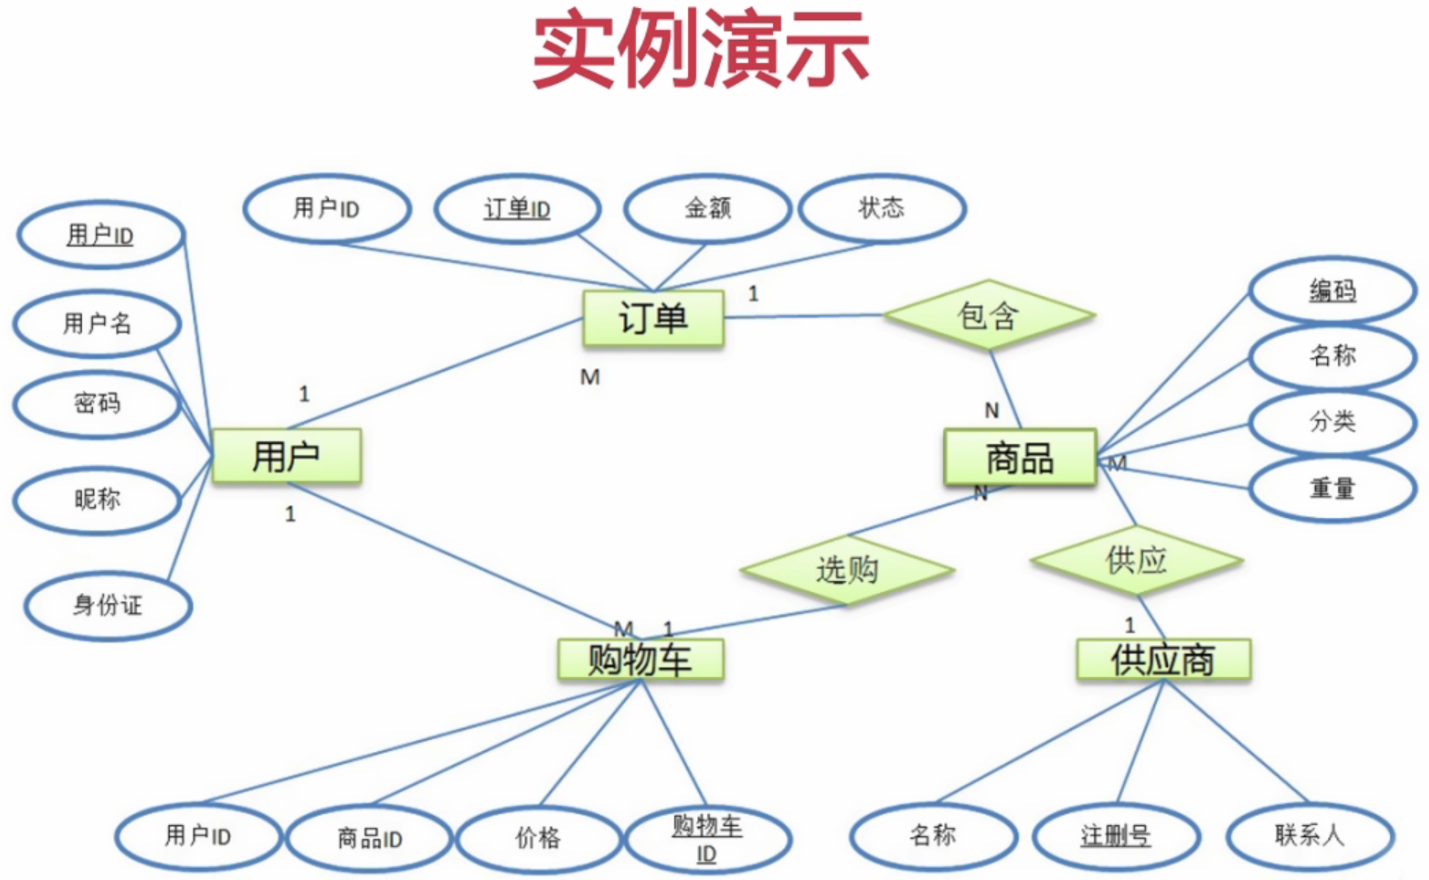 实例演示
用户ID
订单ID
金额
状态
用户ID
用户名
密码
昵称
身份证
订单
1
包含
M
1
用户
1
N
商品
M
N
编码
名称
分类
重量
选购
供应
M
1
购物车
1
供应商
用户ID
商品ID
价格
购物车
ID
名称
注删号
联系人